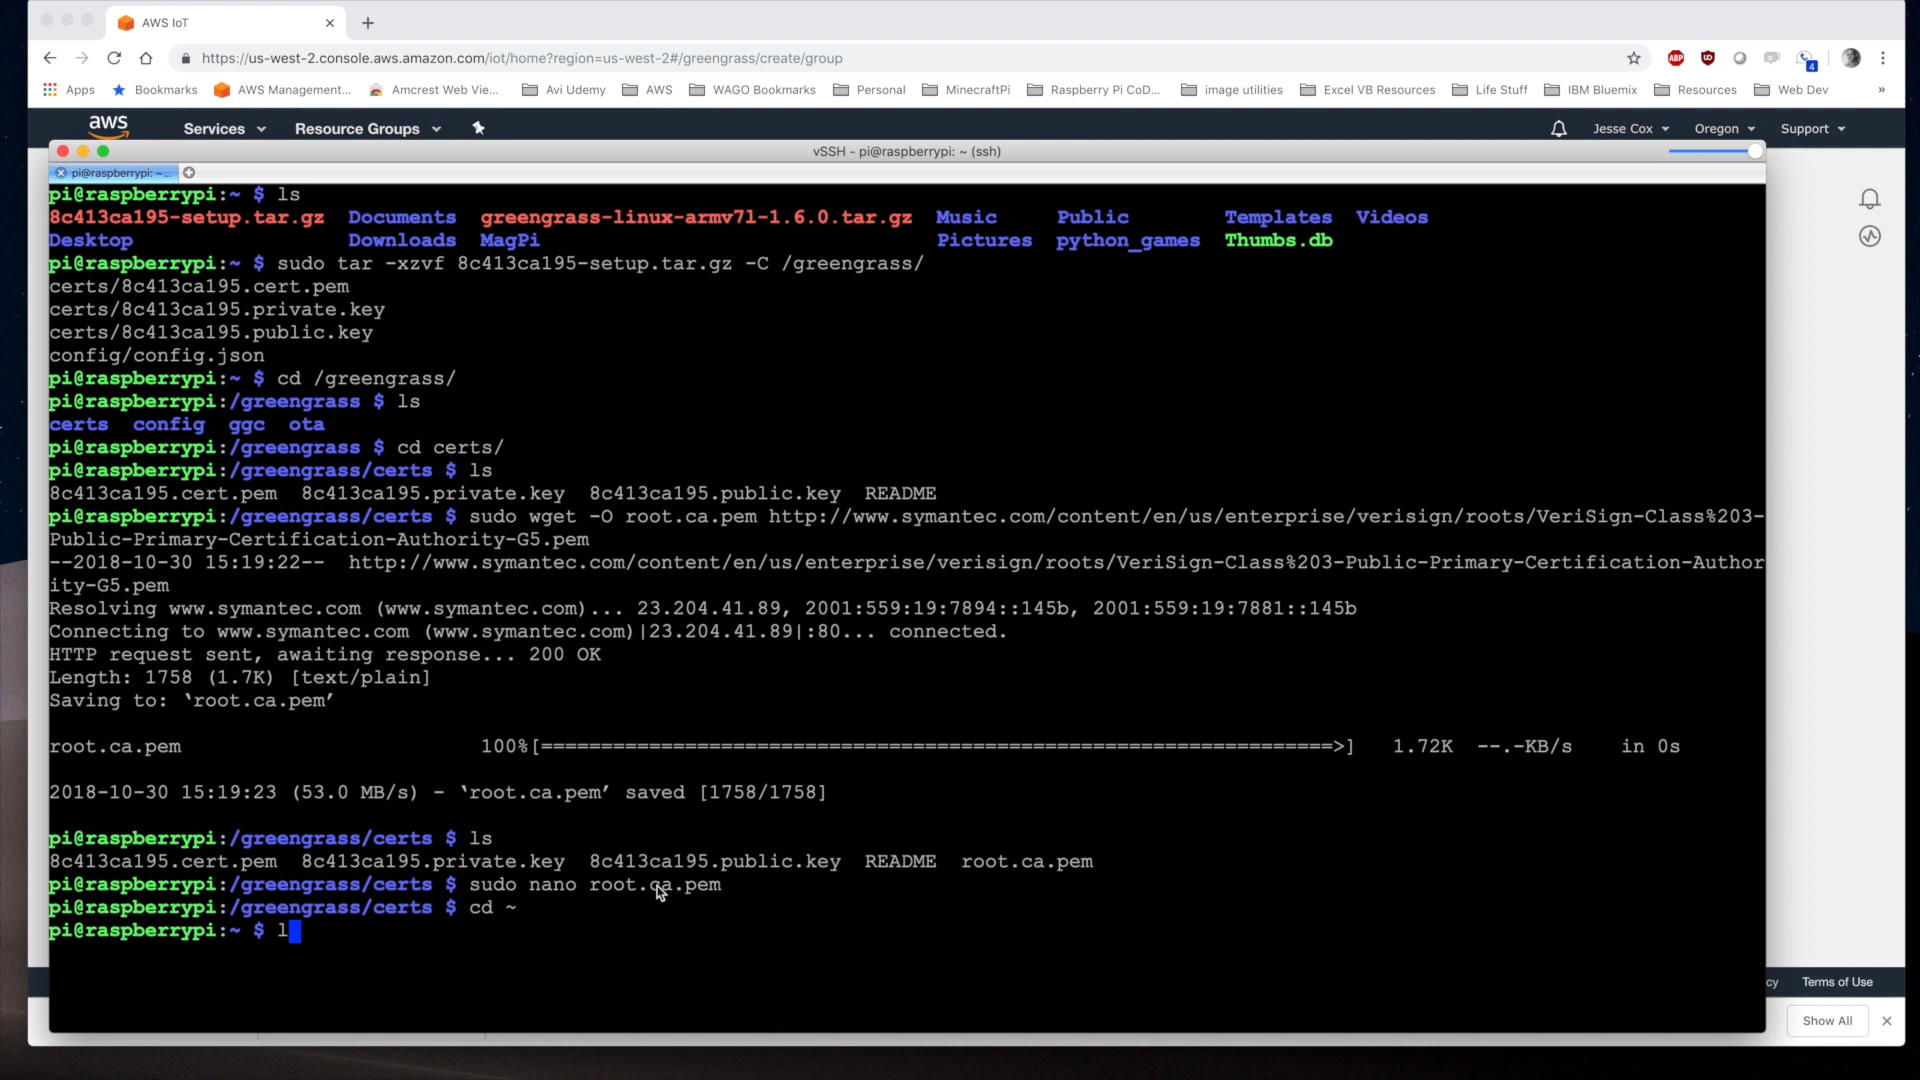 AWS IoT
https://us-west-2.console.aws.amazon.com/iot/home?region=us-west-2#/greengrass/create/group
ABP
4
Apps Bookmarks AWS Management... Amcrest Web Vie... Avi Udemy AWS WAGO Bookmarks Personal MinecraftPi Raspberry Pi CoD... image utilities Excel VB Resources Life Stuff IBM Bluemix Resources Web Dev »
aws Services Resource Groups Jesse Cox Oregon Support
vSSH - pi@raspberrypi: ~ (ssh)
pi@raspberrypi: ~...
pi@raspberrypi:~ $ ls
8c413ca195-setup.tar.gz Documents greengrass-linux-armv7l-1.6.0.tar.gz Music Public Templates Videos
Desktop Downloads MagPi Pictures python_games Thumbs.db
pi@raspberrypi:~ $ sudo tar -xzvf 8c413ca195-setup.tar.gz -C /greengrass/
certs/8c413ca195.cert.pem
certs/8c413ca195.private.key
certs/8c413ca195.public.key
config/config.json
pi@raspberrypi:~ $ cd /greengrass/
pi@raspberrypi:/greengrass $ ls
certs config ggc ota
pi@raspberrypi:/greengrass $ cd certs/
pi@raspberrypi:/greengrass/certs $ ls
8c413ca195.cert.pem 8c413ca195.private.key 8c413ca195.public.key README
pi@raspberrypi:/greengrass/certs $ sudo wget -O root.ca.pem http://www.symantec.com/content/en/us/enterprise/verisign/roots/VeriSign-Class%203-
Public-Primary-Certification-Authority-G5.pem
--2018-10-30 15:19:22-- http://www.symantec.com/content/en/us/enterprise/verisign/roots/VeriSign-Class%203-Public-Primary-Certification-Author
ity-G5.pem
Resolving www.symantec.com (www.symantec.com)... 23.204.41.89, 2001:559:19:7894::145b, 2001:559:19:7881::145b
Connecting to www.symantec.com (www.symantec.com)|23.204.41.89|:80... connected.
HTTP request sent, awaiting response... 200 OK
Length: 1758 (1.7K) [text/plain]
Saving to: ‘root.ca.pem’
root.ca.pem 100%[==================================================================>] 1.72K --.-KB/s in 0s
2018-10-30 15:19:23 (53.0 MB/s) - ‘root.ca.pem’ saved [1758/1758]
pi@raspberrypi:/greengrass/certs $ ls
8c413ca195.cert.pem 8c413ca195.private.key 8c413ca195.public.key README root.ca.pem
pi@raspberrypi:/greengrass/certs $ sudo nano root.ca.pem
pi@raspberrypi:/greengrass/certs $ cd ~
pi@raspberrypi:~ $ l
cy Terms of Use
Show All